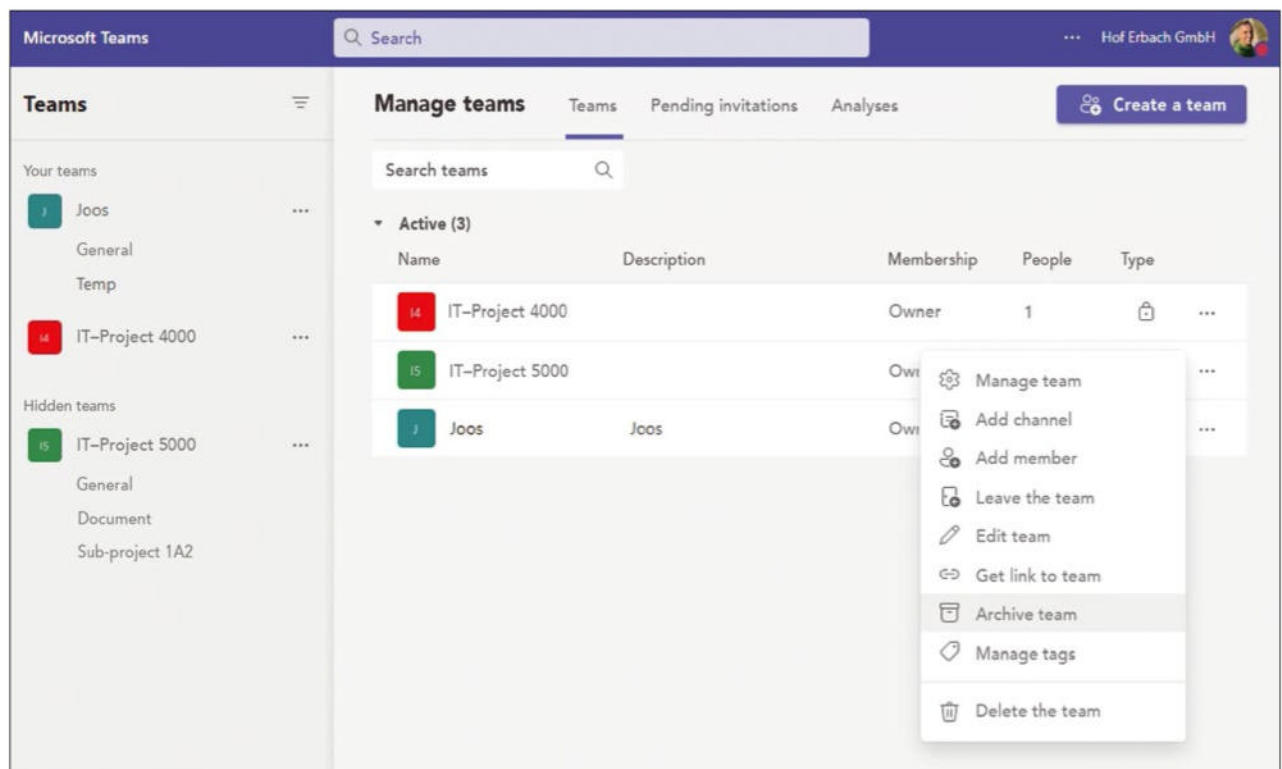 Microsoft Teams
Search
··· Hof Erbach GmbH
Teams
Your teams
J Joos ···
General
Temp
I4 IT–Project 4000 ···
Hidden teams
I5 IT–Project 5000 ···
General
Document
Sub-project 1A2
Manage teams Teams Pending invitations Analyses
Create a team
Search teams
Active (3)
Name Description Membership People Type
I4 IT–Project 4000 Owner 1 ···
I5 IT–Project 5000 Ow ···
J Joos Joos Ow ···
Manage team
Add channel
Add member
Leave the team
Edit team
Get link to team
Archive team
Manage tags
Delete the team